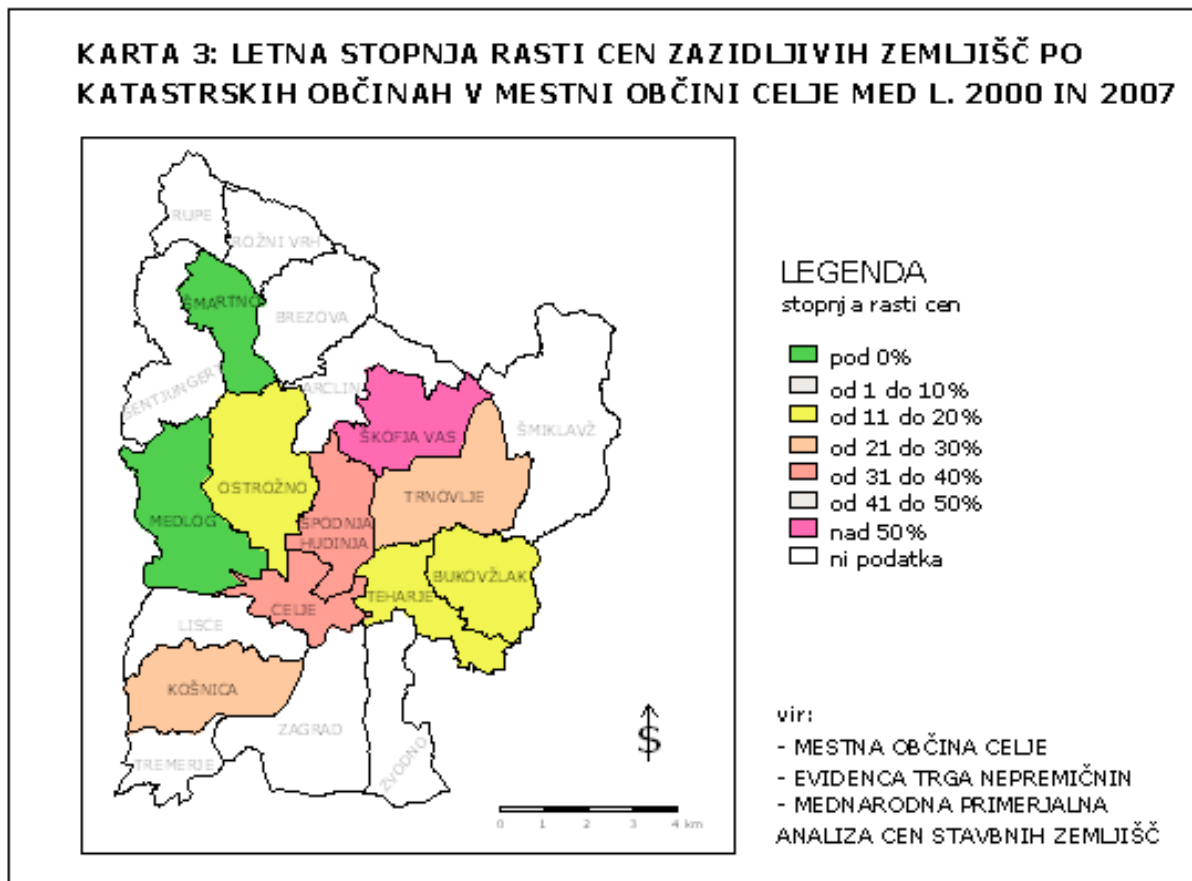 KARTA 3: LETNA STOPNJA RASTI CEN ZAZIDLJIVIH ZEMLJIŠČ PO
KATASTRSKIH OBČINAH V MESTNI OBČINI CELJE MED L. 2000 IN 2007
RUPE
ROŽNI VRH
ŠMARTNO
BREZOVA
ŠENTJUNGERT
ARCLIN
ŠKOFJA VAS
ŠMIKLAVŽ
OSTROŽNO
TRNOVLJE
MEDLOG
SPODNJA
HUDINJA
BUKOVŽLAK
TEHARJE
CELJE
LISCE
KOŠNICA
ZAGRAD
TREMERJE
ZVODNO
S
0 1 2 3 4 km
LEGENDA
stopnja rasti cen
pod 0%
od 1 do 10%
od 11 do 20%
od 21 do 30%
od 31 do 40%
od 41 do 50%
nad 50%
ni podatka
vir:
- MESTNA OBČINA CELJE
- EVIDENCA TRGA NEPREMIČNIN
- MEDNARODNA PRIMERJALNA
ANALIZA CEN STAVBNIH ZEMLJIŠČ